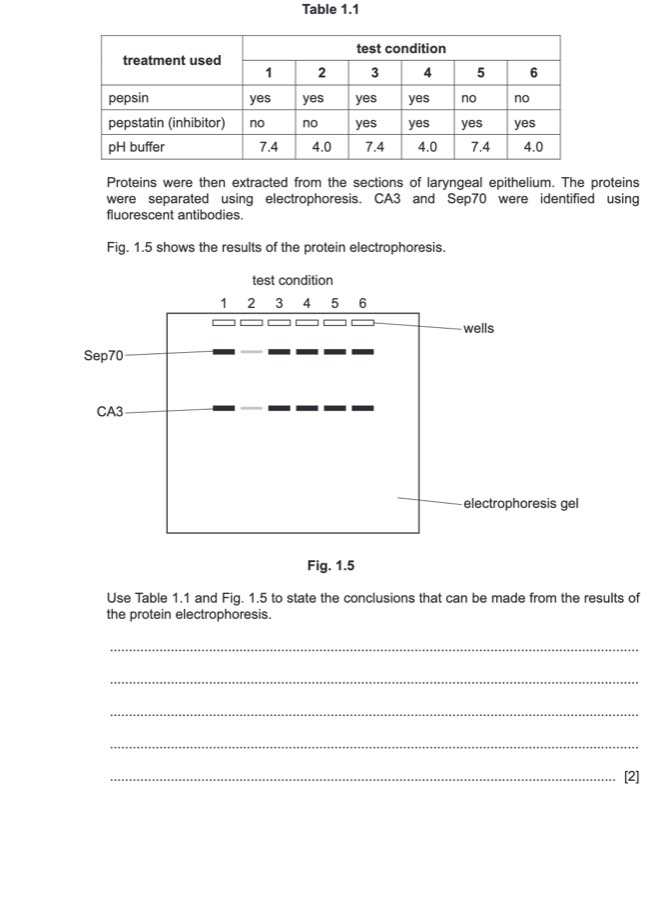 Table 1.1
treatment used
test condition
1 2 3 4 5 6
pepsin yes yes yes yes no no
pepstatin (inhibitor) no no yes yes yes yes
pH buffer 7.4 4.0 7.4 4.0 7.4 4.0
Proteins were then extracted from the sections of laryngeal epithelium. The proteins
were separated using electrophoresis. CA3 and Sep70 were identified using
fluorescent antibodies.
Fig. 1.5 shows the results of the protein electrophoresis.
test condition
1 2 3 4 5 6
wells
Sep70
CA3
electrophoresis gel
Fig. 1.5
Use Table 1.1 and Fig. 1.5 to state the conclusions that can be made from the results of
the protein electrophoresis.
[2]